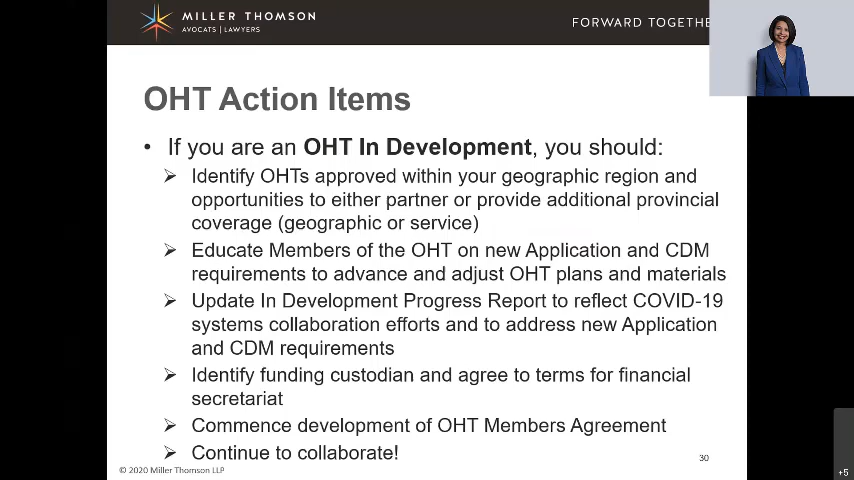 MILLER THOMSON
AVOCATS | LAWYERS
FORWARD TOGETHE
OHT Action Items
• If you are an OHT In Development, you should:
➢ Identify OHTs approved within your geographic region and
opportunities to either partner or provide additional provincial
coverage (geographic or service)
➢ Educate Members of the OHT on new Application and CDM
requirements to advance and adjust OHT plans and materials
➢ Update In Development Progress Report to reflect COVID-19
systems collaboration efforts and to address new Application
and CDM requirements
➢ Identify funding custodian and agree to terms for financial
secretariat
➢ Commence development of OHT Members Agreement
➢ Continue to collaborate!
30
© 2020 Miller Thomson LLP
+5